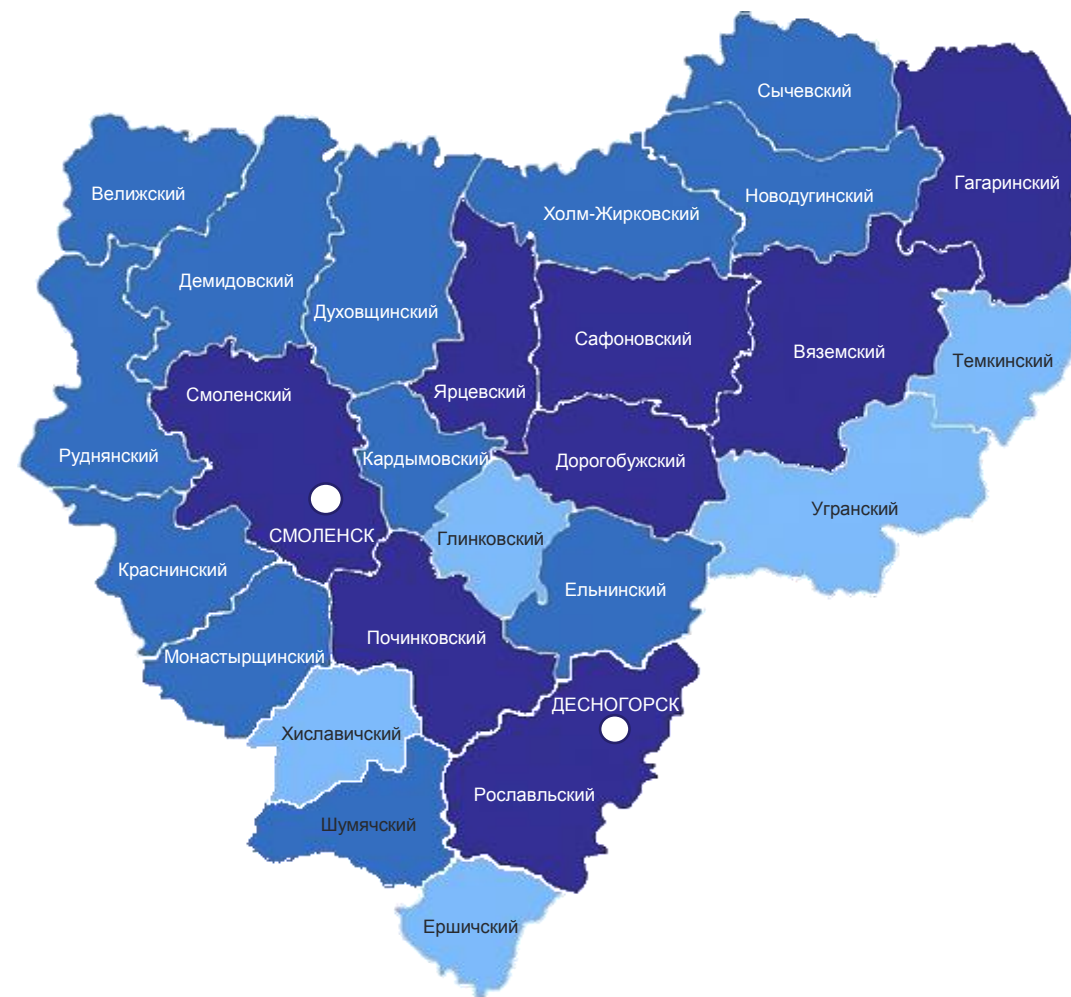 Сычевский
Гагаринский
Велижский
Новодугинский
Холм-Жирковский
Демидовский
Духовщинский
Сафоновский
Вяземский
Темкинский
Смоленский
Ярцевский
Руднянский
Кардымовский
Дорогобужский
Угранский
СМОЛЕНСК
Глинковский
Краснинский
Ельнинский
Починковский
Монастырщинский
ДЕСНОГОРСК
Хиславичский
Рославльский
Шумячский
Ершичский